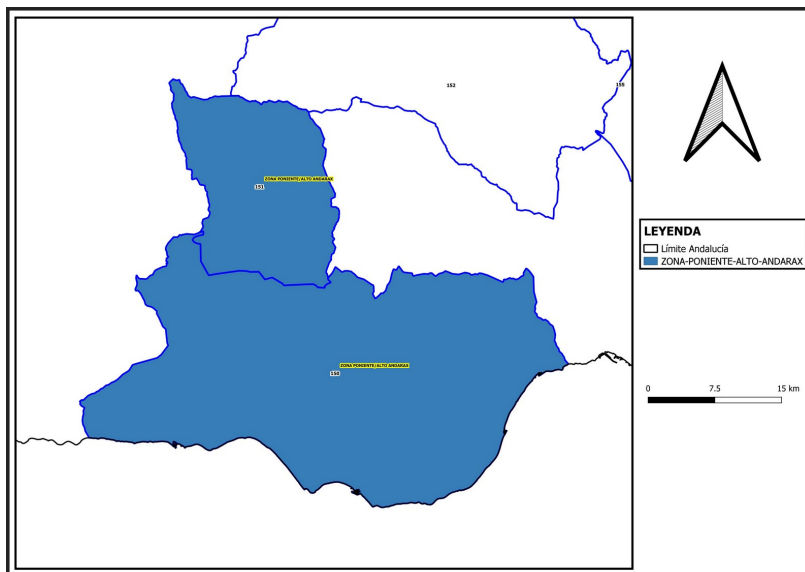 152
155
ZONA PONIENTE/ALTO ANDARAX
151
ZONA PONIENTE/ALTO ANDARAX
150
LEYENDA
Límite Andalucía
ZONA-PONIENTE-ALTO-ANDARAX
0 7.5 15 km